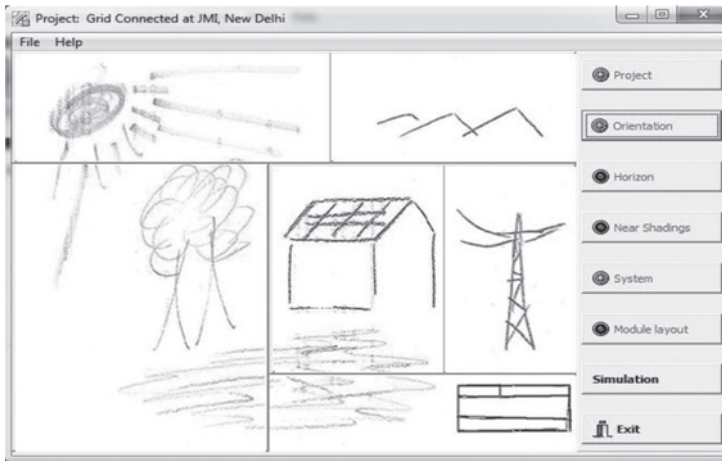 Project: Grid Connected at JMI, New Delhi
File Help
Project
Orientation
Horizon
Near Shadings
System
Module layout
Simulation
Exit